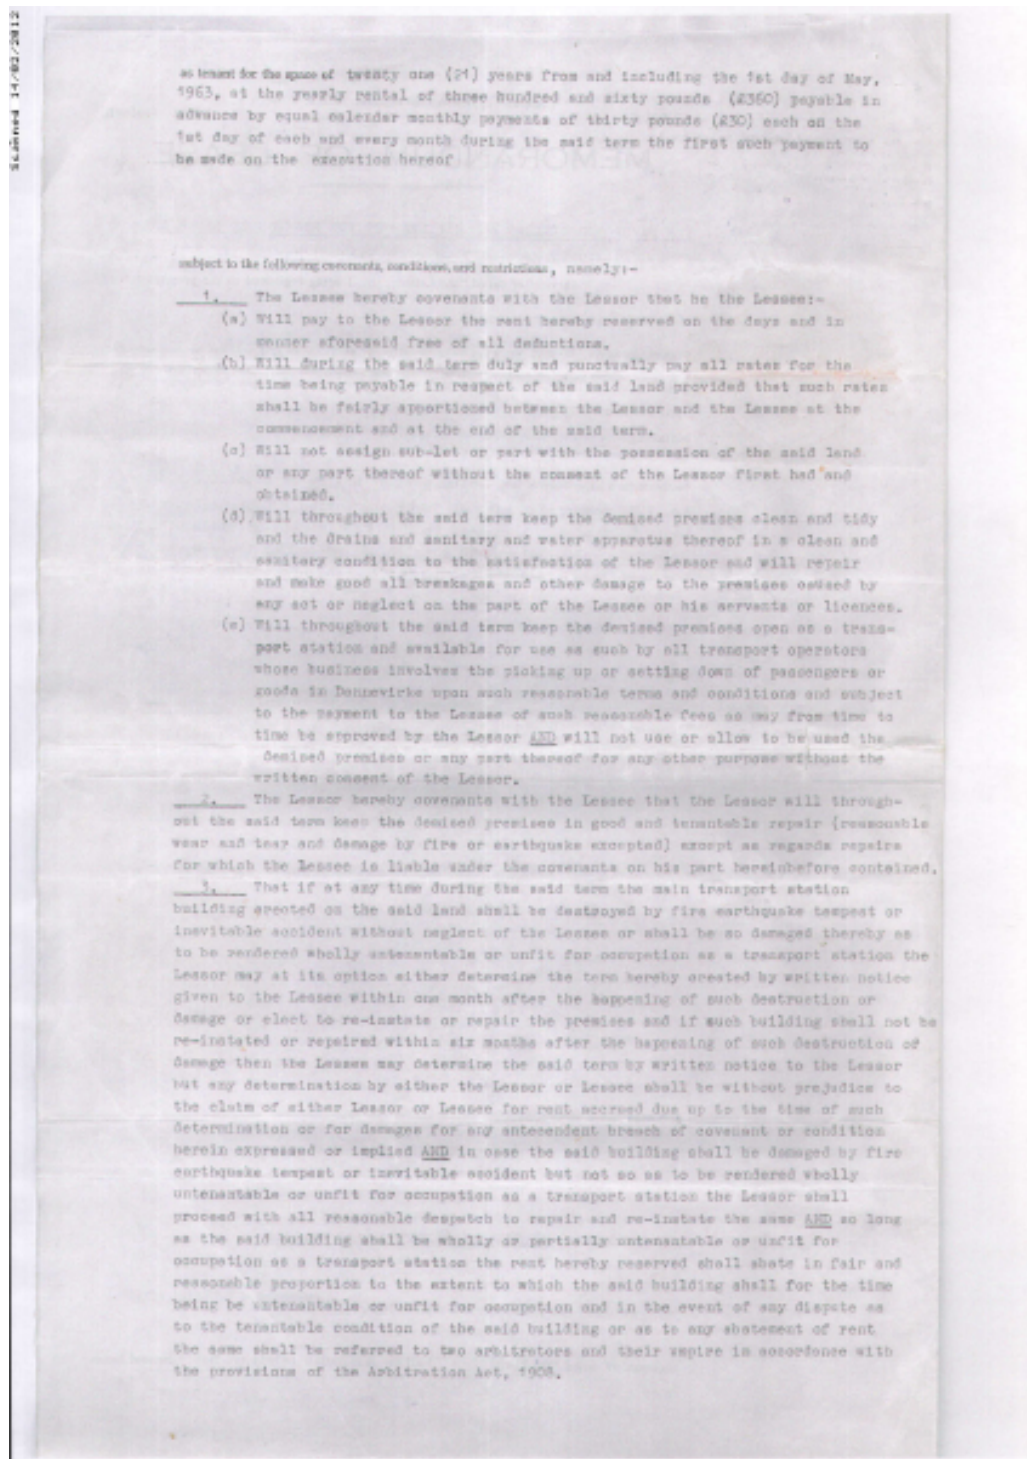 Scanned 14/02/2012
as tenant for the space of twenty one (21) years from and including the 1st day of May,
1963, at the yearly rental of three hundred and sixty pounds (£360) payable in
advance by equal calendar monthly payments of thirty pounds (£30) each on the
1st day of each and every month during the said term the first such payment to
be made on the execution hereof
subject to the following covenants, conditions, and restrictions, namely:-
1. The Lessee hereby covenants with the Lessor that he the Lessee:-
(a) Will pay to the Lessor the rent hereby reserved on the days and in
manner aforesaid free of all deductions.
(b) Will during the said term duly and punctually pay all rates for the
time being payable in respect of the said land provided that such rates
shall be fairly apportioned between the Lessor and the Lessee at the
commencement and at the end of the said term.
(c) Will not assign sub-let or part with the possession of the said land
or any part thereof without the consent of the Lessor first had and
obtained.
(d) Will throughout the said term keep the demised premises clean and tidy
and the drains and sanitary and water apparatus thereof in a clean and
sanitary condition to the satisfaction of the Lessor and will repair
and make good all breakages and other damage to the premises caused by
any act or neglect on the part of the Lessee or his servants or licences.
(e) Will throughout the said term keep the demised premises open as a trans-
port station and available for use as such by all transport operators
whose business involves the picking up or setting down of passengers or
goods in Dannevirke upon such reasonable terms and conditions and subject
to the payment to the Lessee of such reasonable fees as may from time to
time be approved by the Lessor AND will not use or allow to be used the
demised premises or any part thereof for any other purpose without the
written consent of the Lessor.
2. The Lessor hereby covenants with the Lessee that the Lessor will through-
out the said term keep the demised premises in good and tenantable repair (reasonable
wear and tear and damage by fire or earthquake excepted) except as regards repairs
for which the Lessee is liable under the covenants on his part hereinbefore contained.
3. That if at any time during the said term the main transport station
building erected on the said land shall be destroyed by fire earthquake tempest or
inevitable accident without neglect of the Lessee or shall be so damaged thereby as
to be rendered wholly untenantable or unfit for occupation as a transport station the
Lessor may at its option either determine the term hereby created by written notice
given to the Lessee within one month after the happening of such destruction or
damage or elect to re-instate or repair the premises and if such building shall not be
re-instated or repaired within six months after the happening of such destruction of
damage then the Lessee may determine the said term by written notice to the Lessor
but any determination by either the Lessor or Lessee shall be without prejudice to
the claim of either Lessor or Lessee for rent accrued due up to the time of such
determination or for damages for any antecendent breach of covenant or condition
herein expressed or implied AND in case the said building shall be damaged by fire
earthquake tempest or inevitable accident but not so as to be rendered wholly
untenantable or unfit for occupation as a transport station the Lessor shall
proceed with all reasonable despatch to repair and re-instate the same AND so long
as the said building shall be wholly or partially untenantable or unfit for
occupation as a transport station the rent hereby reserved shall abate in fair and
reasonable proportion to the extent to which the said building shall for the time
being be untenantable or unfit for occupation and in the event of any dispute as
to the tenantable condition of the said building or as to any abatement of rent
the same shall be referred to two arbitrators and their umpire in accordance with
the provisions of the Arbitration Act, 1908.